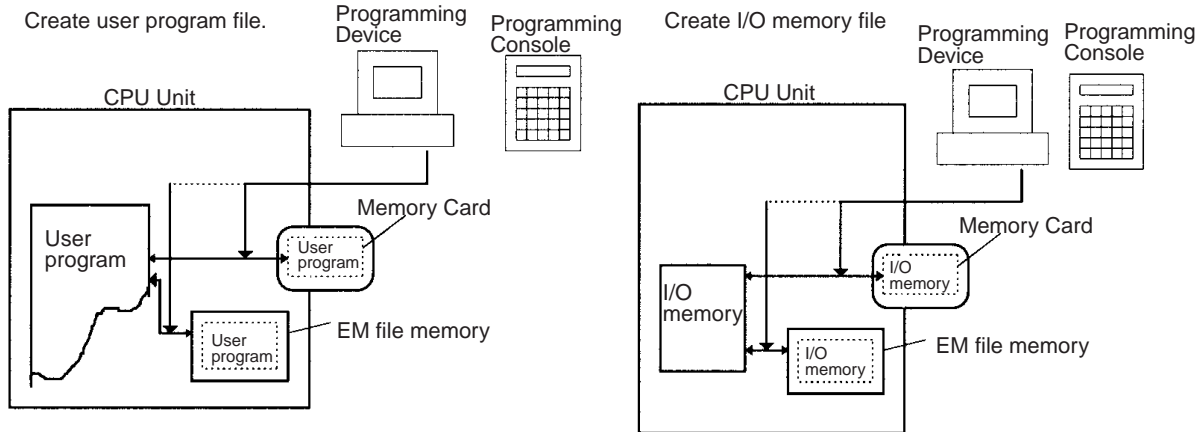 Create user program file.
Programming
Device
Programming
Console
CPU Unit
User
program
Memory Card
User
program
EM file memory
User
program
Create I/O memory file
Programming
Device
Programming
Console
CPU Unit
Memory Card
I/O
memory
I/O
memory
EM file memory
I/O
memory